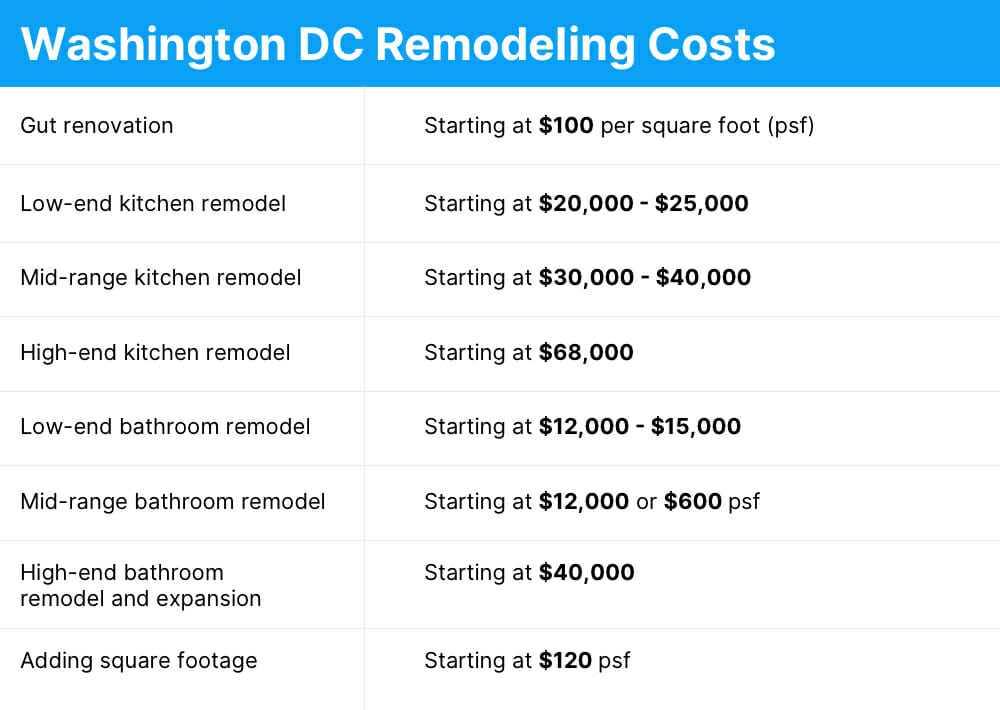 Washington DC Remodeling Costs
Gut renovation Starting at $100 per square foot (psf)
Low-end kitchen remodel Starting at $20,000 - $25,000
Mid-range kitchen remodel Starting at $30,000 - $40,000
High-end kitchen remodel Starting at $68,000
Low-end bathroom remodel Starting at $12,000 - $15,000
Mid-range bathroom remodel Starting at $12,000 or $600 psf
High-end bathroom Starting at $40,000
remodel and expansion
Adding square footage Starting at $120 psf